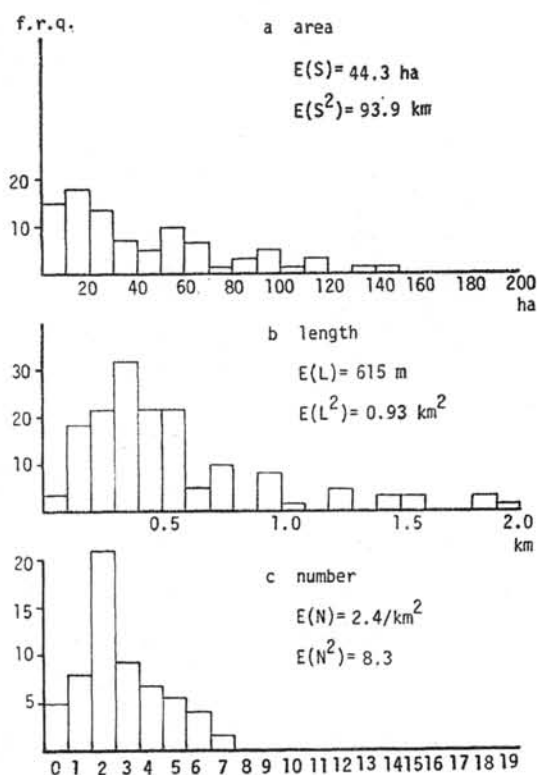 f.r.q.
a area
E(S)= 44.3 ha
E(S²)= 93.9 km
20
10
20 40 60 80 100 120 140 160 180 200
ha
b length
E(L)= 615 m
E(L²)= 0.93 km²
30
20
10
0.5 1.0 1.5 2.0
km
c number
E(N)= 2.4/km²
E(N²)= 8.3
20
15
10
5
0 1 2 3 4 5 6 7 8 9 10 11 12 13 14 15 16 17 18 19